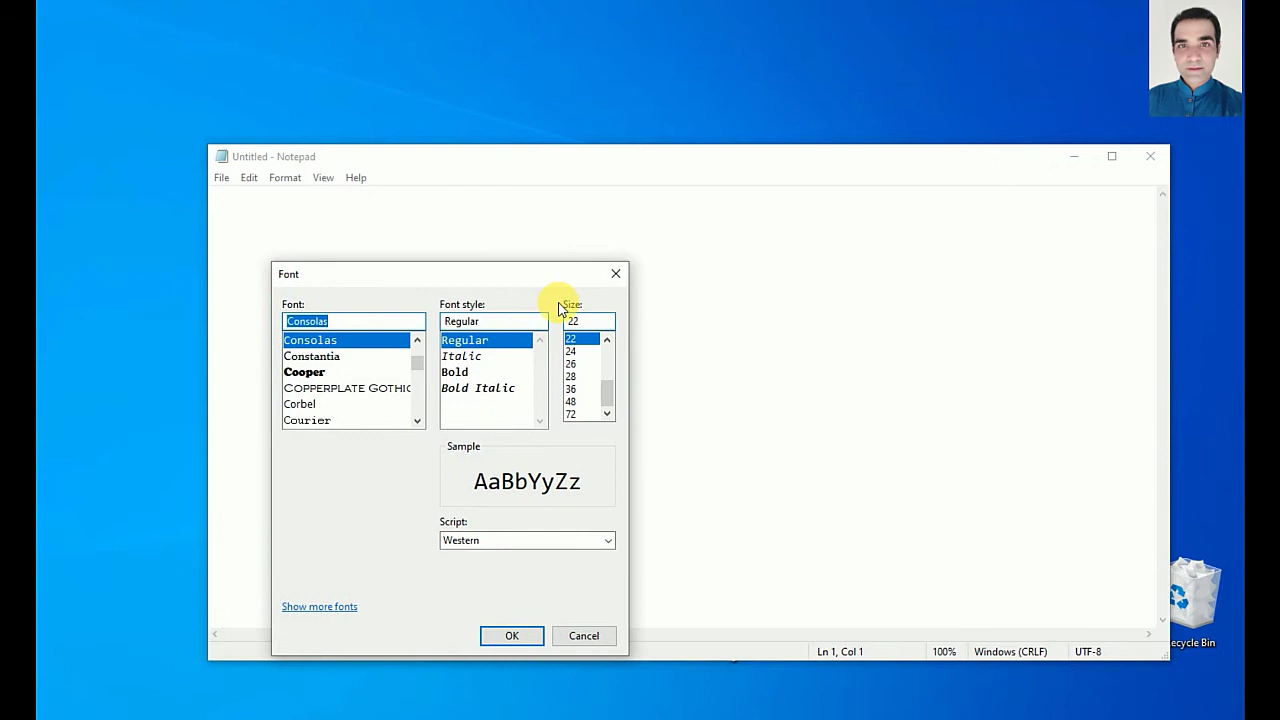 Untitled - Notepad
File Edit Format View Help
Font
Font: Font style: Size:
Consolas Regular 22
Consolas Regular 22
Constantia Italic 24
Cooper Bold 26
COPPERPLATE GOTHIC Bold Italic 28
Corbel 36
Courier 48
72
Sample
AaBbYyZz
Script:
Western
Show more fonts
OK Cancel
Ln 1, Col 1 100% Windows (CRLF) UTF-8
ecycle Bin